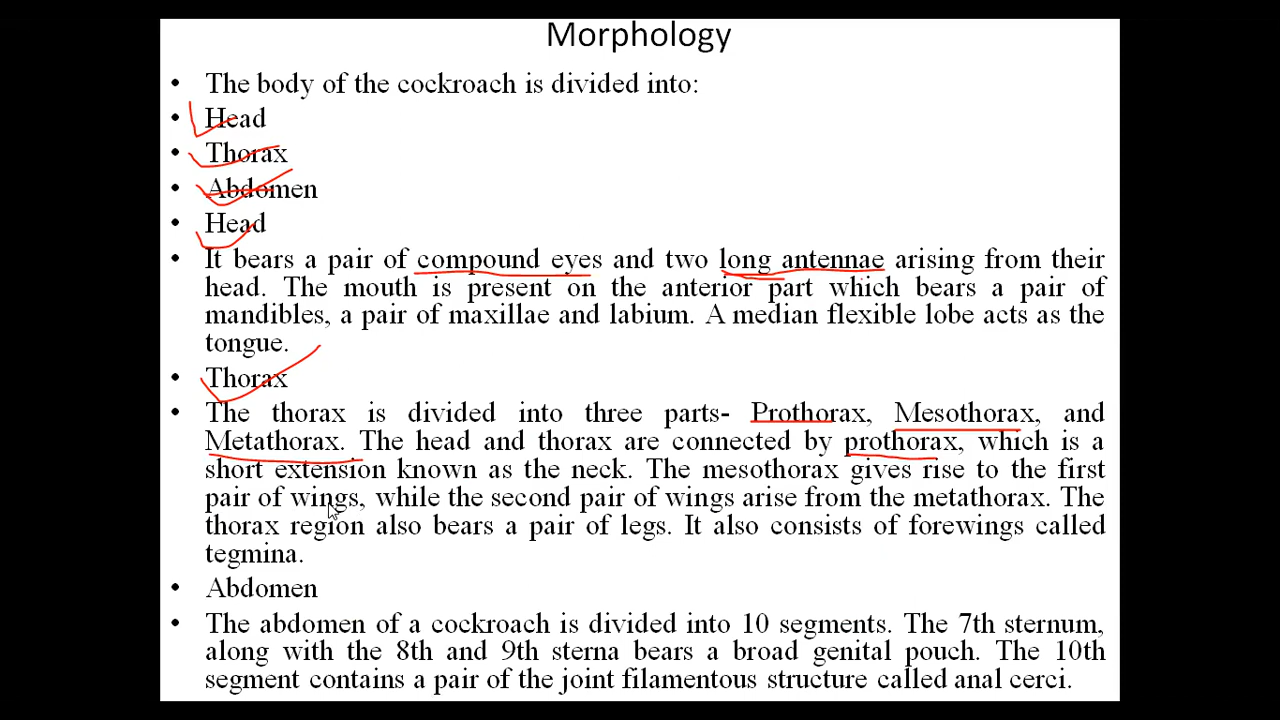 Morphology
• The body of the cockroach is divided into:
• Head
• Thorax
• Abdomen
• Head
• It bears a pair of compound eyes and two long antennae arising from their
head. The mouth is present on the anterior part which bears a pair of
mandibles, a pair of maxillae and labium. A median flexible lobe acts as the
tongue.
• Thorax
• The thorax is divided into three parts- Prothorax, Mesothorax, and
Metathorax. The head and thorax are connected by prothorax, which is a
short extension known as the neck. The mesothorax gives rise to the first
pair of wings, while the second pair of wings arise from the metathorax. The
thorax region also bears a pair of legs. It also consists of forewings called
tegmina.
• Abdomen
• The abdomen of a cockroach is divided into 10 segments. The 7th sternum,
along with the 8th and 9th sterna bears a broad genital pouch. The 10th
segment contains a pair of the joint filamentous structure called anal cerci.